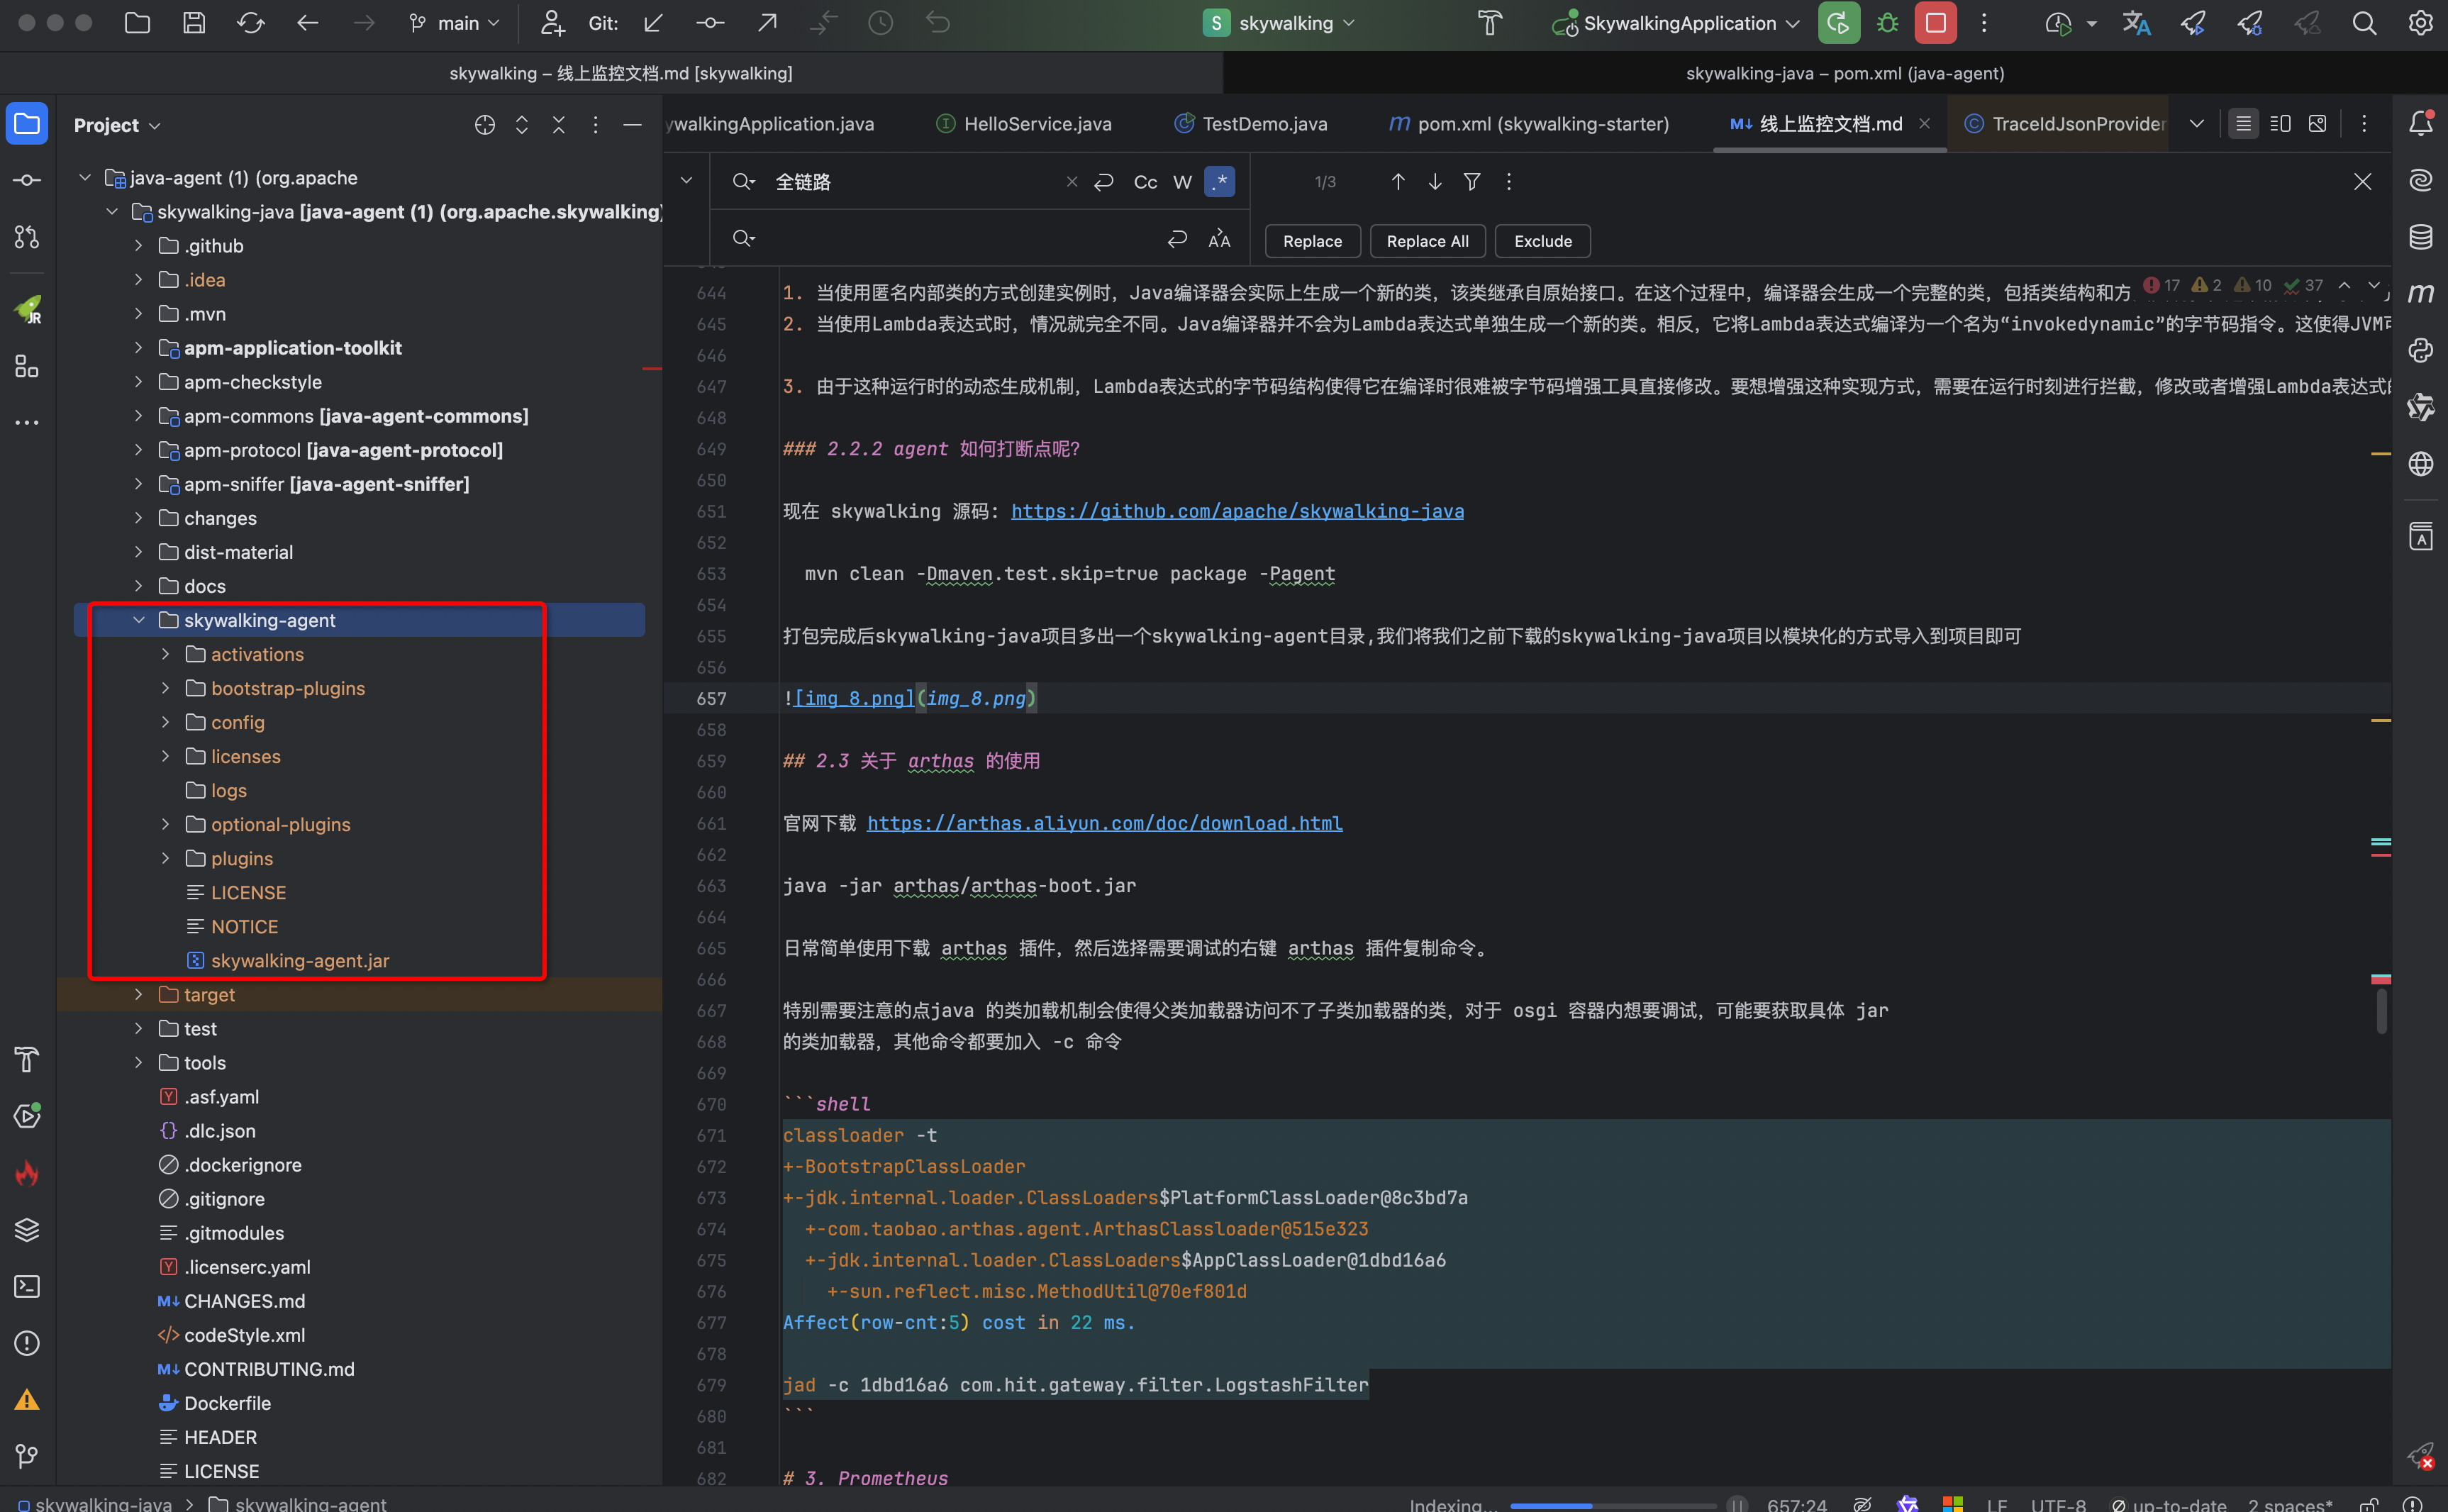 main
Git:
S skywalking
SkywalkingApplication
skywalking – 线上监控文档.md [skywalking]
skywalking-java – pom.xml (java-agent)
Project
ywalkingApplication.java
HelloService.java
TestDemo.java
pom.xml (skywalking-starter)
线上监控文档.md
TraceIdJsonProvider
全链路
Cc
W
.*
1/3
Replace
Replace All
Exclude
java-agent (1) (org.apache
skywalking-java [java-agent (1) (org.apache.skywalking)
.github
.idea
.mvn
apm-application-toolkit
apm-checkstyle
apm-commons [java-agent-commons]
apm-protocol [java-agent-protocol]
apm-sniffer [java-agent-sniffer]
changes
dist-material
docs
skywalking-agent
activations
bootstrap-plugins
config
licenses
logs
optional-plugins
plugins
LICENSE
NOTICE
skywalking-agent.jar
target
test
tools
.asf.yaml
.dlc.json
.dockerignore
.gitignore
.gitmodules
.licenserc.yaml
CHANGES.md
codeStyle.xml
CONTRIBUTING.md
Dockerfile
HEADER
LICENSE
17 2 10 37
644 1. 当使用匿名内部类的方式创建实例时，Java编译器会实际上生成一个新的类，该类继承自原始接口。在这个过程中，编译器会生成一个完整的类，包括类结构和方
645 2. 当使用Lambda表达式时，情况就完全不同。Java编译器并不会为Lambda表达式单独生成一个新的类。相反，它将Lambda表达式编译为一个名为“invokedynamic”的字节码指令。这使得JVM可
646
647 3. 由于这种运行时的动态生成机制，Lambda表达式的字节码结构使得它在编译时很难被字节码增强工具直接修改。要想增强这种实现方式，需要在运行时刻进行拦截，修改或者增强Lambda表达式的
648
649 ### 2.2.2 agent 如何打断点呢?
650
651 现在 skywalking 源码: https://github.com/apache/skywalking-java
652
653 mvn clean -Dmaven.test.skip=true package -Pagent
654
655 打包完成后skywalking-java项目多出一个skywalking-agent目录,我们将我们之前下载的skywalking-java项目以模块化的方式导入到项目即可
656
657 ![img_8.png](img_8.png)
658
659 ## 2.3 关于 arthas 的使用
660
661 官网下载 https://arthas.aliyun.com/doc/download.html
662
663 java -jar arthas/arthas-boot.jar
664
665 日常简单使用下载 arthas 插件，然后选择需要调试的右键 arthas 插件复制命令。
666
667 特别需要注意的点java 的类加载机制会使得父类加载器访问不了子类加载器的类，对于 osgi 容器内想要调试，可能要获取具体 jar
668 的类加载器，其他命令都要加入 -c 命令
669
670 ```shell
671 classloader -t
672 +-BootstrapClassLoader
673 +-jdk.internal.loader.ClassLoaders$PlatformClassLoader@8c3bd7a
674 +-com.taobao.arthas.agent.ArthasClassloader@515e323
675 +-jdk.internal.loader.ClassLoaders$AppClassLoader@1dbd16a6
676 +-sun.reflect.misc.MethodUtil@70ef801d
677 Affect(row-cnt:5) cost in 22 ms.
678
679 jad -c 1dbd16a6 com.hit.gateway.filter.LogstashFilter
680 ```
681
682 # 3. Prometheus
skywalking-java > skywalking-agent
Indexing...
657:24
LF
UTF-8
up-to-date
2 spaces*